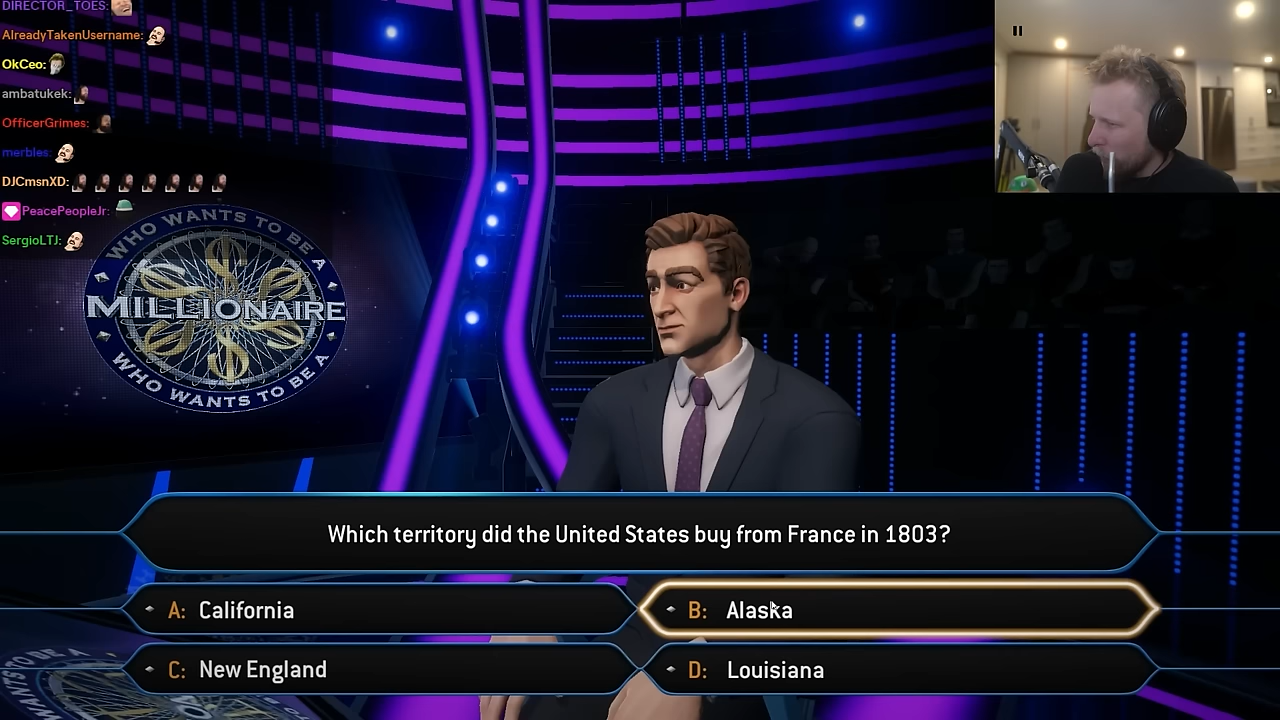 DIRECTOR_TOES:
AlreadyTakenUsername:
OkCeo:
ambatukek:
OfficerGrimes:
merbles:
DJCmsnXD:
PeacePeopleJr:
SergioLTJ:
WHO WANTS TO BE A
MILLIONAIRE
WHO WANTS TO BE A
Which territory did the United States buy from France in 1803?
A: California
B: Alaska
C: New England
D: Louisiana